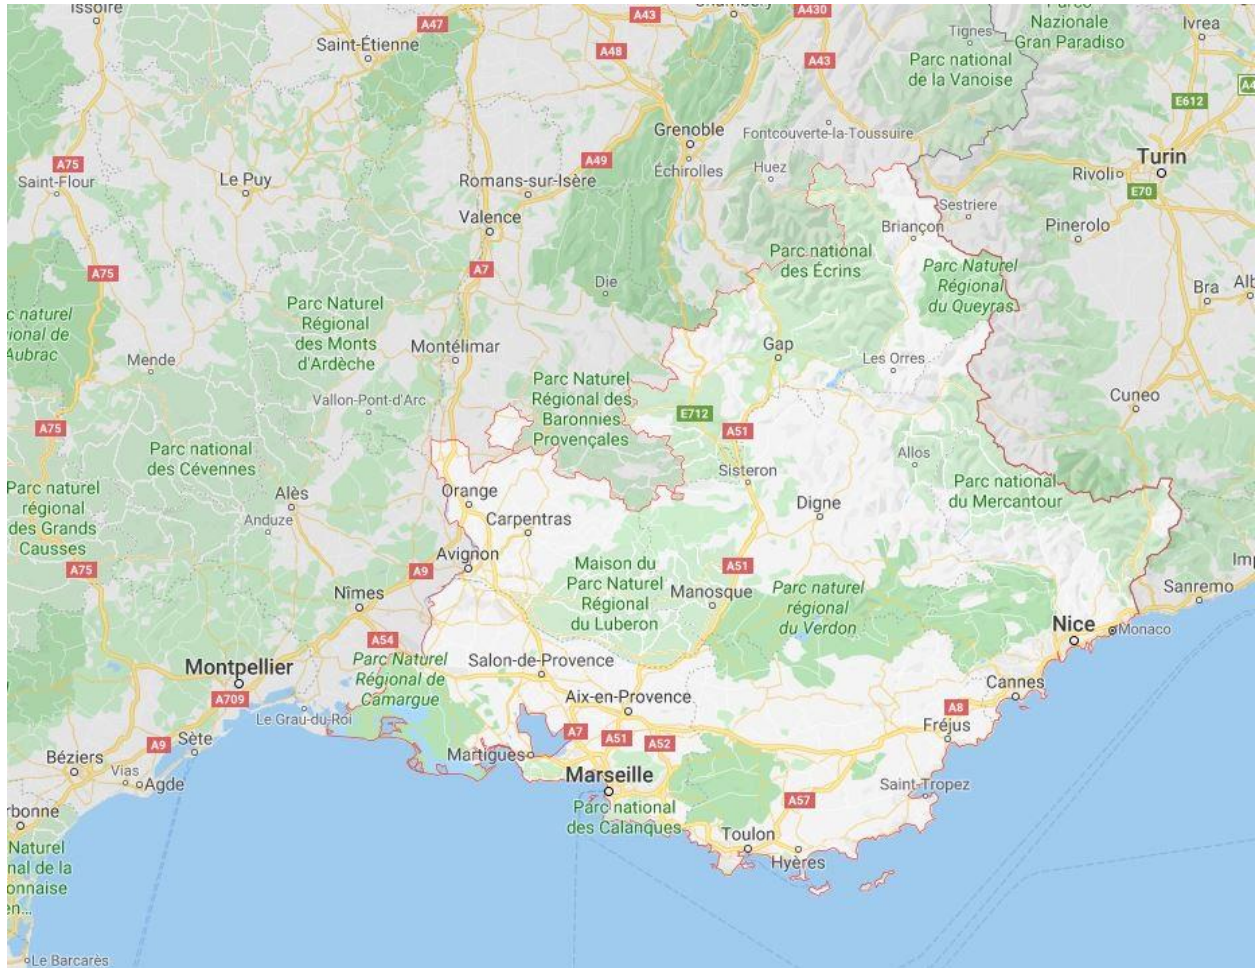 Issoire
A47
A43
Chambéry
A430
Parco
Nazionale
Gran Paradiso
Ivrea
Saint-Étienne
A48
A43
Tignes
Parc national
de la Vanoise
E612
Grenoble
Échirolles
Fontcouverte-la-Toussuire
A75
Saint-Flour
Le Puy
A49
Romans-sur-Isère
Huez
Turin
Rivoli
E70
Valence
Sestriere
Pinerolo
Briançon
Parc national
des Écrins
A75
A7
Die
Parc Naturel
Régional
du Queyras
Bra
Parc Naturel
Régional
des Monts
d'Ardèche
c naturel
ional de
Aubrac
Mende
Montélimar
Gap
Les Orres
Vallon-Pont-d'Arc
Parc Naturel
Régional des
Baronnies
Provençales
Cuneo
E712
A51
A75
Parc national
des Cévennes
Allos
Sisteron
Parc national
du Mercantour
Parc naturel
régional
des Grands
Causses
Alès
Anduze
Orange
Carpentras
Digne
Avignon
A75
A9
Maison du
Parc Naturel
Régional
du Luberon
A51
Manosque
Parc naturel
régional
du Verdon
Nîmes
Sanremo
Nice
Monaco
A54
Montpellier
A709
Parc Naturel
Régional de
Camargue
Salon-de-Provence
Aix-en-Provence
Cannes
Le Grau-du-Roi
A8
Fréjus
A9
Sète
A7
A51
A52
Béziers
Vias
Agde
Martigues
Marseille
Saint-Tropez
Parc national
des Calanques
A57
rbonne
Toulon
Hyères
Naturel
nal de la
onnaise
en...
Le Barcarès